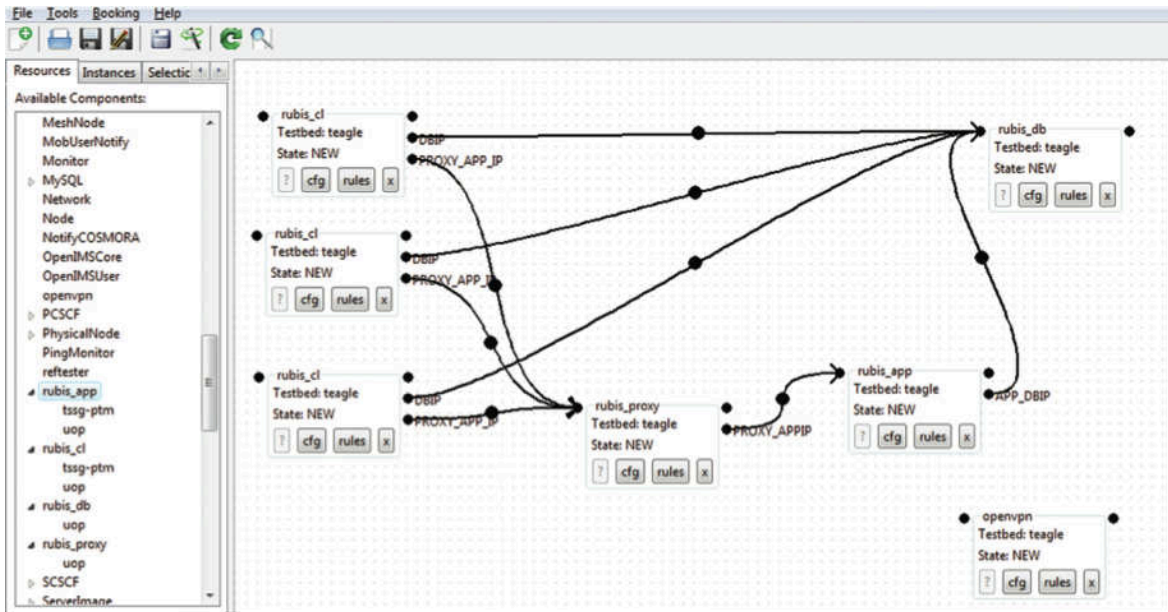 File Tools Booking Help
Resources Instances Selectic
Available Components:
MeshNode
MobUserNotify
Monitor
MySQL
Network
Node
NotifyCOSMORA
OpenIMSCore
OpenIMSUser
openvpn
PCSCF
PhysicalNode
PingMonitor
reftester
rubis_app
tssg-ptm
uop
rubis_cl
tssg-ptm
uop
rubis_db
uop
rubis_proxy
uop
SCSCF
ServerImage
rubis_cl
Testbed: teagle
State: NEW
? cfg rules x
DBIP
PROXY_APP_IP
rubis_cl
Testbed: teagle
State: NEW
? cfg rules x
DBIP
PROXY_APP_IP
rubis_cl
Testbed: teagle
State: NEW
? cfg rules x
DBIP
PROXY_APP_IP
rubis_proxy
Testbed: teagle
State: NEW
? cfg rules x
PROXY_APPIP
rubis_app
Testbed: teagle
State: NEW
? cfg rules x
APP_DBIP
rubis_db
Testbed: teagle
State: NEW
? cfg rules x
openvpn
Testbed: teagle
State: NEW
? cfg rules x